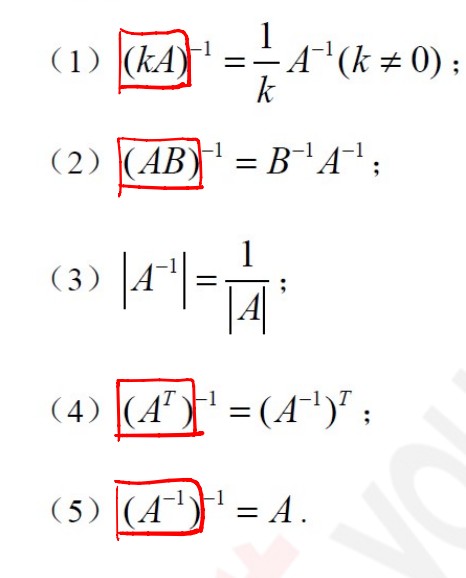 （1）(kA)⁻¹ = 1/k A⁻¹(k ≠ 0)；
（2）(AB)⁻¹ = B⁻¹A⁻¹；
（3）|A⁻¹| = 1/|A|；
（4）(Aᵀ)⁻¹ = (A⁻¹)ᵀ；
（5）(A⁻¹)⁻¹ = A.